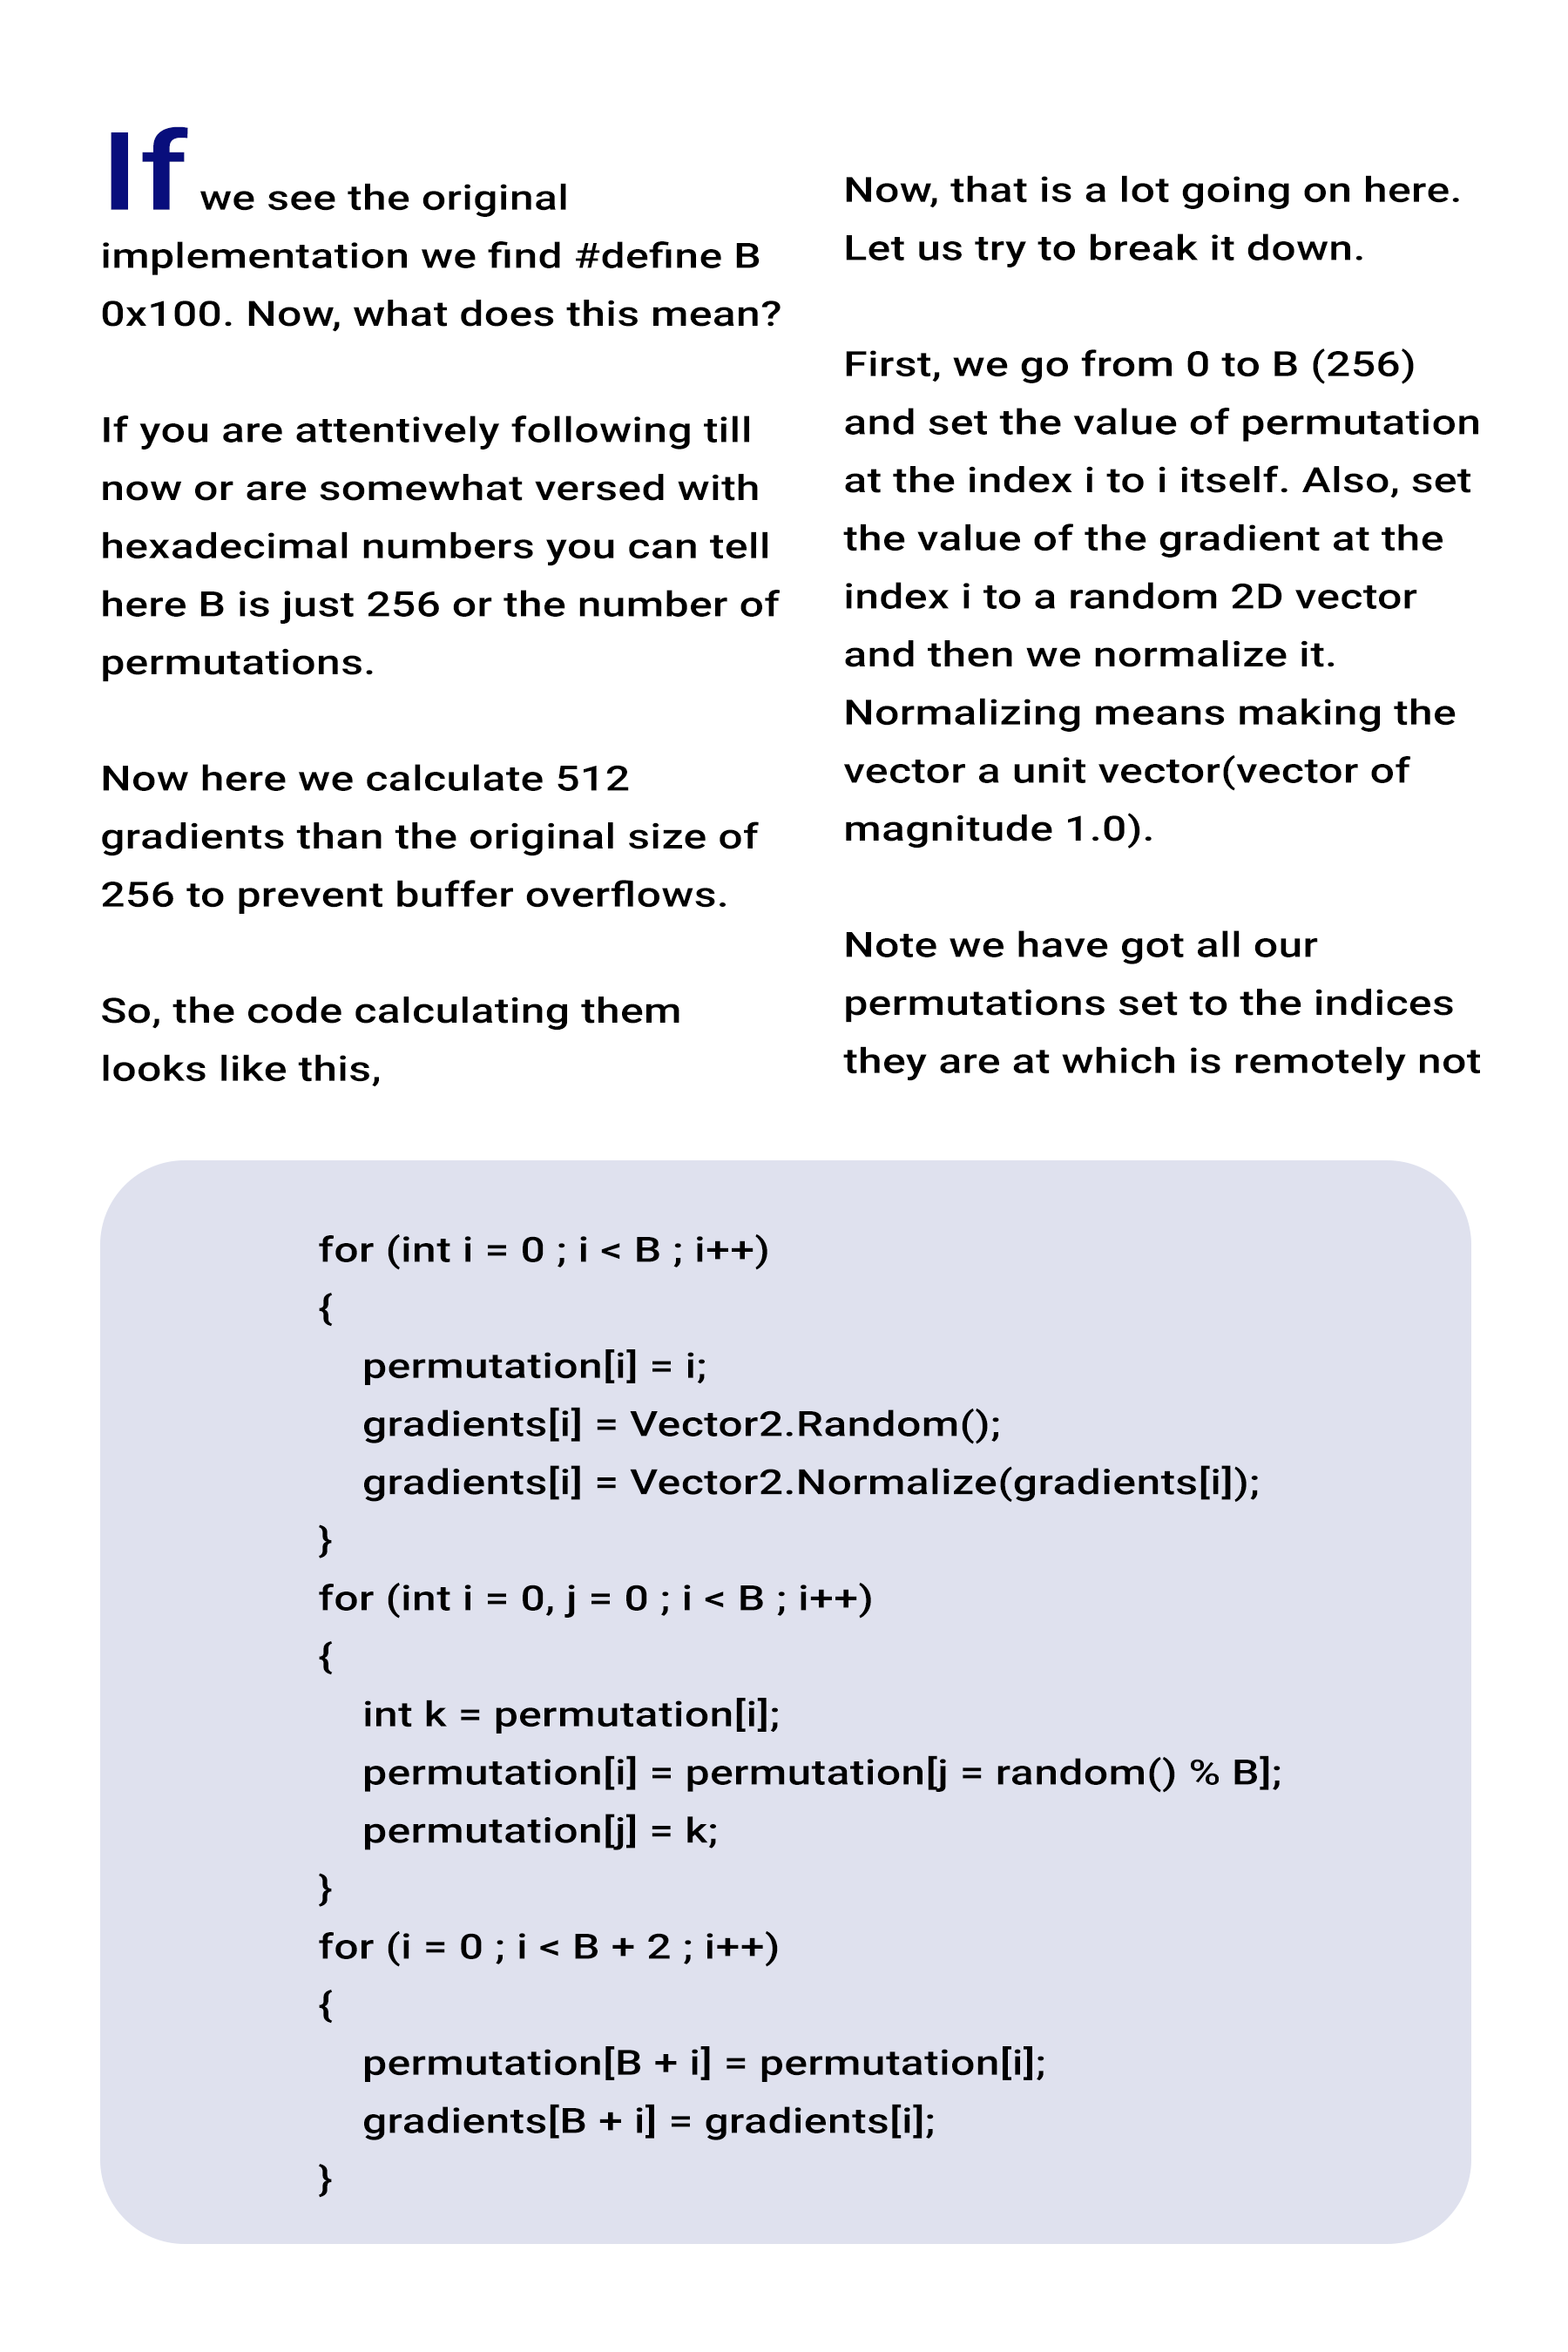 If we see the original
implementation we find #define B
0x100. Now, what does this mean?
If you are attentively following till
now or are somewhat versed with
hexadecimal numbers you can tell
here B is just 256 or the number of
permutations.
Now here we calculate 512
gradients than the original size of
256 to prevent buffer overflows.
So, the code calculating them
looks like this,
Now, that is a lot going on here.
Let us try to break it down.
First, we go from 0 to B (256)
and set the value of permutation
at the index i to i itself. Also, set
the value of the gradient at the
index i to a random 2D vector
and then we normalize it.
Normalizing means making the
vector a unit vector(vector of
magnitude 1.0).
Note we have got all our
permutations set to the indices
they are at which is remotely not
for (int i = 0 ; i < B ; i++)
{
permutation[i] = i;
gradients[i] = Vector2.Random();
gradients[i] = Vector2.Normalize(gradients[i]);
}
for (int i = 0, j = 0 ; i < B ; i++)
{
int k = permutation[i];
permutation[i] = permutation[j = random() % B];
permutation[j] = k;
}
for (i = 0 ; i < B + 2 ; i++)
{
permutation[B + i] = permutation[i];
gradients[B + i] = gradients[i];
}